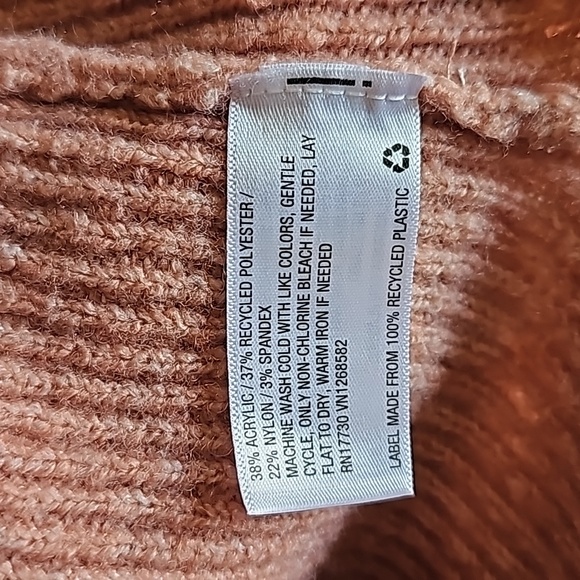 38% ACRYLIC / 37% RECYCLED POLYESTER /
22% NYLON / 3% SPANDEX
MACHINE WASH COLD WITH LIKE COLORS, GENTLE
CYCLE, ONLY NON-CHLORINE BLEACH IF NEEDED, LAY
FLAT TO DRY, WARM IRON IF NEEDED
RN17730 VN1268582
LABEL MADE FROM 100% RECYCLED PLASTIC